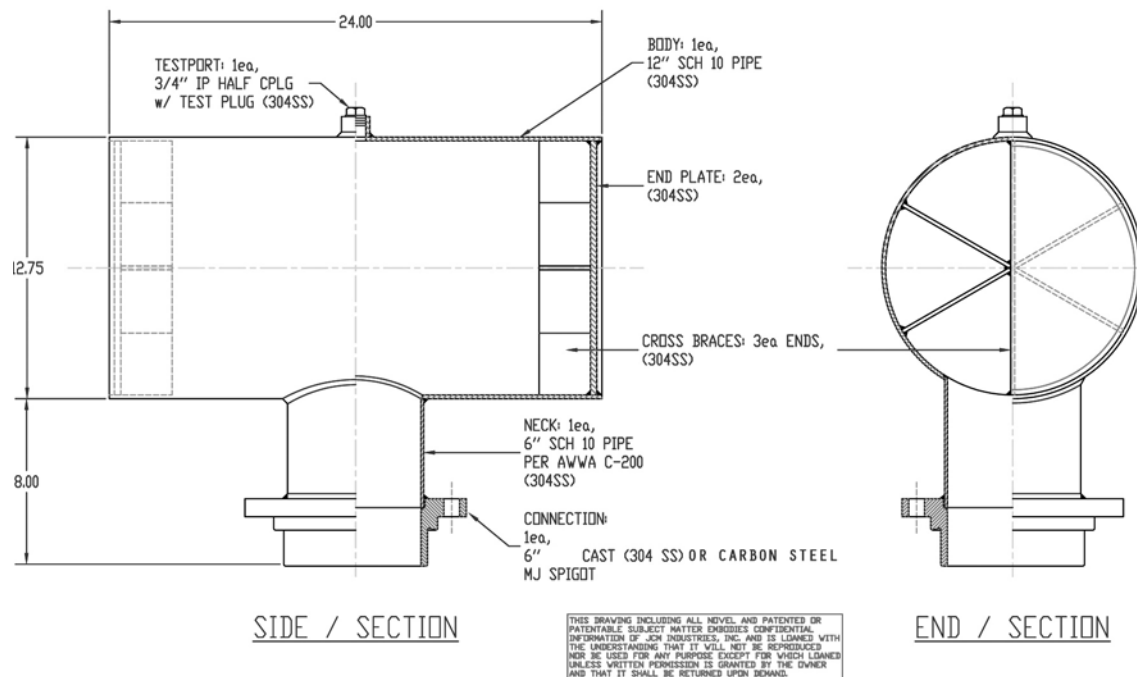 24.00
TESTPORT: 1ea,
3/4" IP HALF CPLG
w/ TEST PLUG (304SS)
BODY: 1ea,
12" SCH 10 PIPE
(304SS)
END PLATE: 2ea,
(304SS)
12.75
CROSS BRACES: 3ea ENDS,
(304SS)
NECK: 1ea,
6" SCH 10 PIPE
PER AWWA C-200
(304SS)
8.00
CONNECTION:
1ea,
6" CAST (304 SS) OR CARBON STEEL
MJ SPIGOT
SIDE / SECTION
END / SECTION
THIS DRAWING INCLUDING ALL NOVEL AND PATENTED OR
PATENTABLE SUBJECT MATTER EMBODIES CONFIDENTIAL
INFORMATION OF JCM INDUSTRIES, INC. AND IS LOANED WITH
THE UNDERSTANDING THAT IT WILL NOT BE REPRODUCED
NOR BE USED FOR ANY PURPOSE EXCEPT FOR WHICH LOANED
UNLESS WRITTEN PERMISSION IS GRANTED BY THE OWNER
AND THAT IT SHALL BE RETURNED UPON DEMAND.